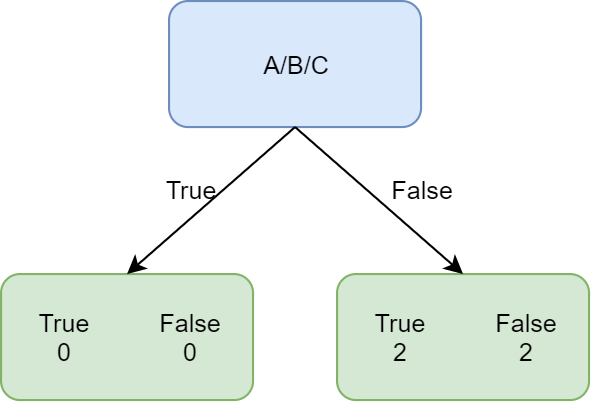 A/B/C
True
False
True False
0 0
True False
2 2